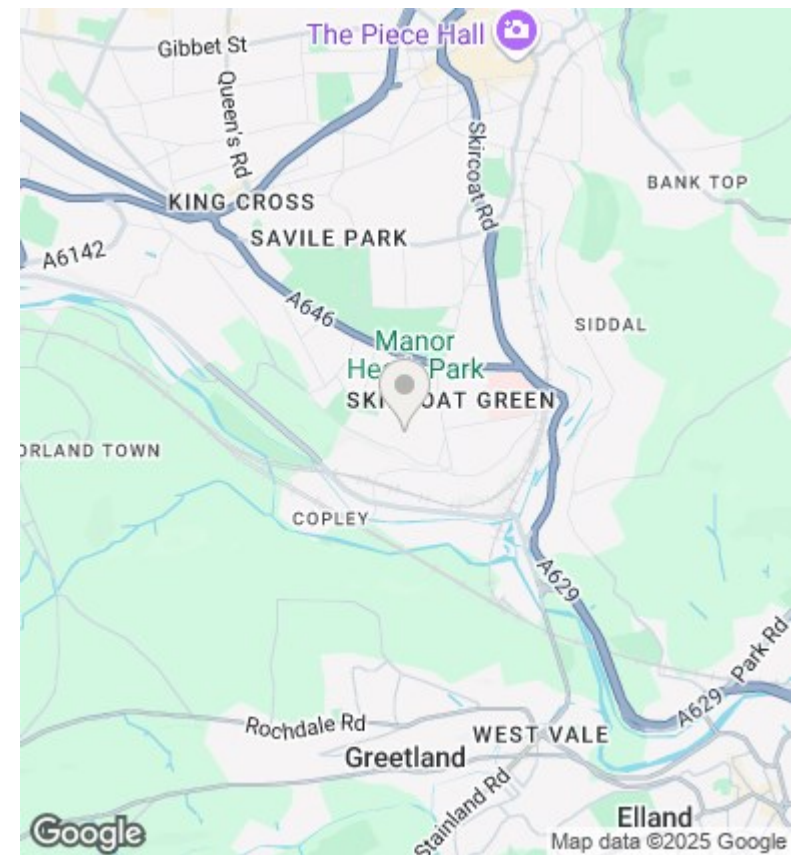 The Piece Hall
Gibbet St
Queen's Rd
Skircoat Rd
BANK TOP
KING CROSS
SAVILE PARK
A6142
A646
SIDDAL
Manor
Park
GREEN
TOWN
COPLEY
A629
A629
Park Rd
Rochdale Rd
WEST VALE
Greetland
Stainland Rd
Elland
Google
Map data ©2025 Google